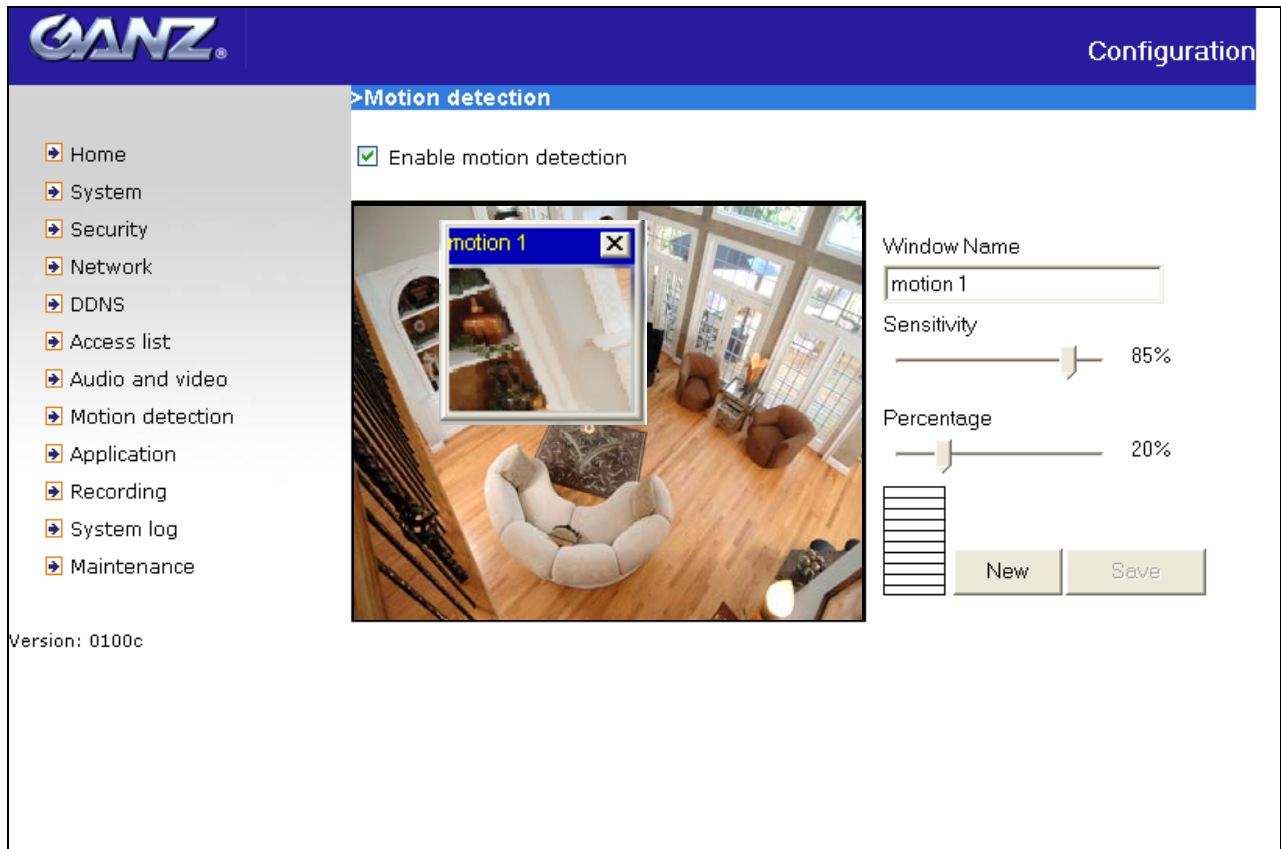 GANZ®
Configuration
>Motion detection
Home
System
Security
Network
DDNS
Access list
Audio and video
Motion detection
Application
Recording
System log
Maintenance
Version: 0100c
Enable motion detection
motion 1
Window Name
motion 1
Sensitivity
85%
Percentage
20%
New
Save